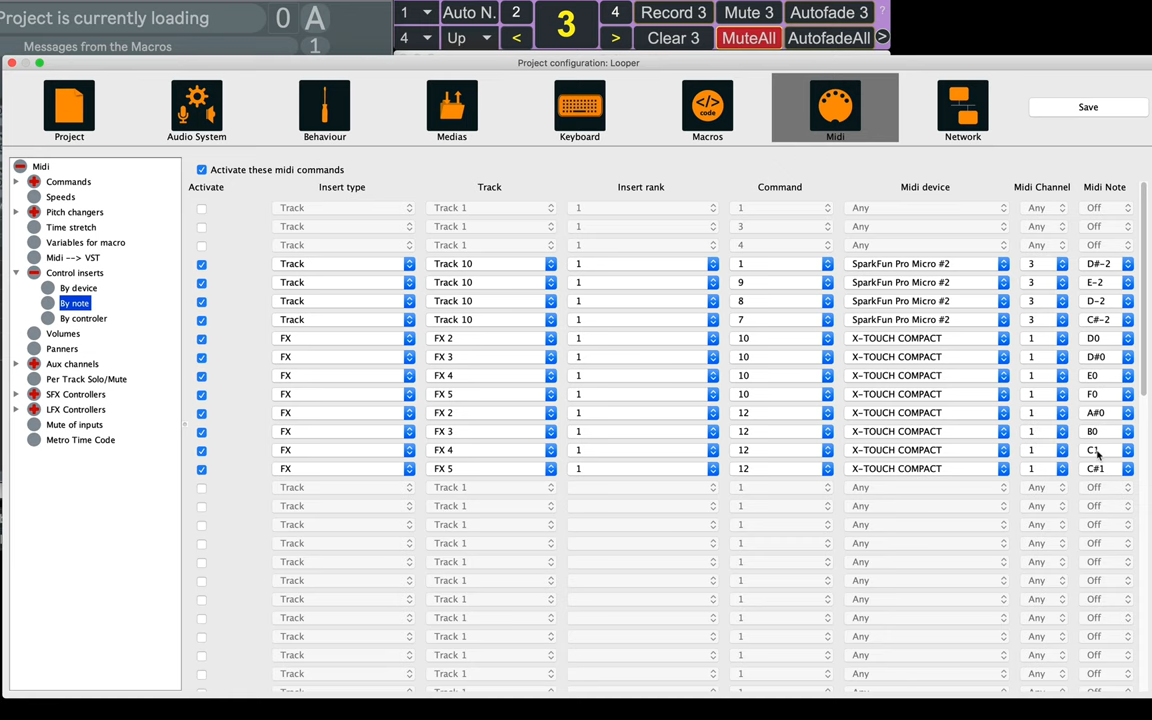 Project is currently loading 0 A
Messages from the Macros 1
1 Auto N. 2 3 4 Record 3 Mute 3 Autofade 3 ?
4 Up < > Clear 3 MuteAll AutofadeAll >
Project configuration: Looper
Project Audio System Behaviour Medias Keyboard Macros Midi Network Save
</> code
Midi
Commands
Speeds
Pitch changers
Time stretch
Variables for macro
Midi --> VST
Control inserts
By device
By note
By controler
Volumes
Panners
Aux channels
Per Track Solo/Mute
SFX Controllers
LFX Controllers
Mute of inputs
Metro Time Code
Activate these midi commands
Activate Insert type Track Insert rank Command Midi device Midi Channel Midi Note
Track Track 1 1 1 Any Any Off
Track Track 1 1 3 Any Any Off
Track Track 1 1 4 Any Any Off
Track Track 10 1 1 SparkFun Pro Micro #2 3 D#-2
Track Track 10 1 9 SparkFun Pro Micro #2 3 E-2
Track Track 10 1 8 SparkFun Pro Micro #2 3 D-2
Track Track 10 1 7 SparkFun Pro Micro #2 3 C#-2
FX FX 2 1 10 X-TOUCH COMPACT 1 D0
FX FX 3 1 10 X-TOUCH COMPACT 1 D#0
FX FX 4 1 10 X-TOUCH COMPACT 1 E0
FX FX 5 1 10 X-TOUCH COMPACT 1 F0
FX FX 2 1 12 X-TOUCH COMPACT 1 A#0
FX FX 3 1 12 X-TOUCH COMPACT 1 B0
FX FX 4 1 12 X-TOUCH COMPACT 1 C1
FX FX 5 1 12 X-TOUCH COMPACT 1 C#1
Track Track 1 1 Any Any Off
Track Track 1 1 Any Any Off
Track Track 1 1 Any Any Off
Track Track 1 1 Any Any Off
Track Track 1 1 Any Any Off
Track Track 1 1 Any Any Off
Track Track 1 1 Any Any Off
Track Track 1 1 Any Any Off
Track Track 1 1 Any Any Off
Track Track 1 1 Any Any Off
Track Track 1 1 Any Any Off